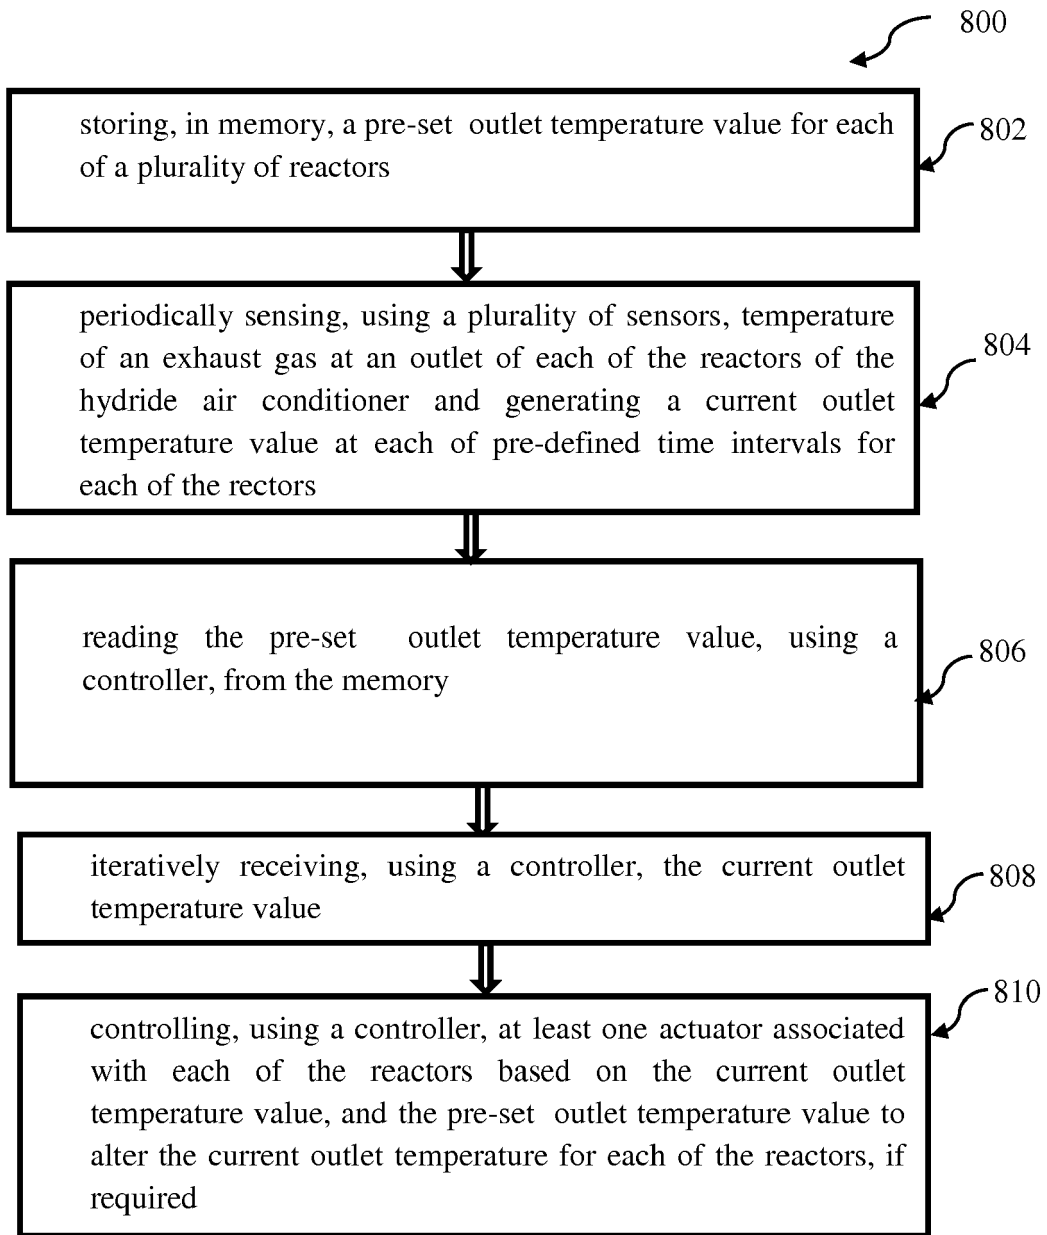 800
storing, in memory, a pre-set outlet temperature value for each
of a plurality of reactors
802
periodically sensing, using a plurality of sensors, temperature
of an exhaust gas at an outlet of each of the reactors of the
hydride air conditioner and generating a current outlet
temperature value at each of pre-defined time intervals for
each of the rectors
804
reading the pre-set outlet temperature value, using a
controller, from the memory
806
iteratively receiving, using a controller, the current outlet
temperature value
808
controlling, using a controller, at least one actuator associated
with each of the reactors based on the current outlet
temperature value, and the pre-set outlet temperature value to
alter the current outlet temperature for each of the reactors, if
required
810